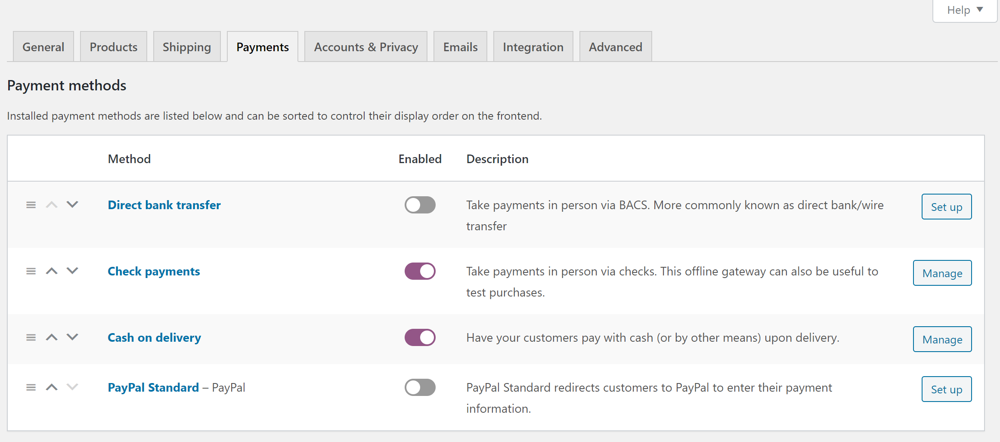 Help
General Products Shipping Payments Accounts & Privacy Emails Integration Advanced
Payment methods
Installed payment methods are listed below and can be sorted to control their display order on the frontend.
Method Enabled Description
Direct bank transfer Take payments in person via BACS. More commonly known as direct bank/wire Set up
transfer
Check payments Take payments in person via checks. This offline gateway can also be useful to Manage
test purchases.
Cash on delivery Have your customers pay with cash (or by other means) upon delivery. Manage
PayPal Standard – PayPal PayPal Standard redirects customers to PayPal to enter their payment Set up
information.